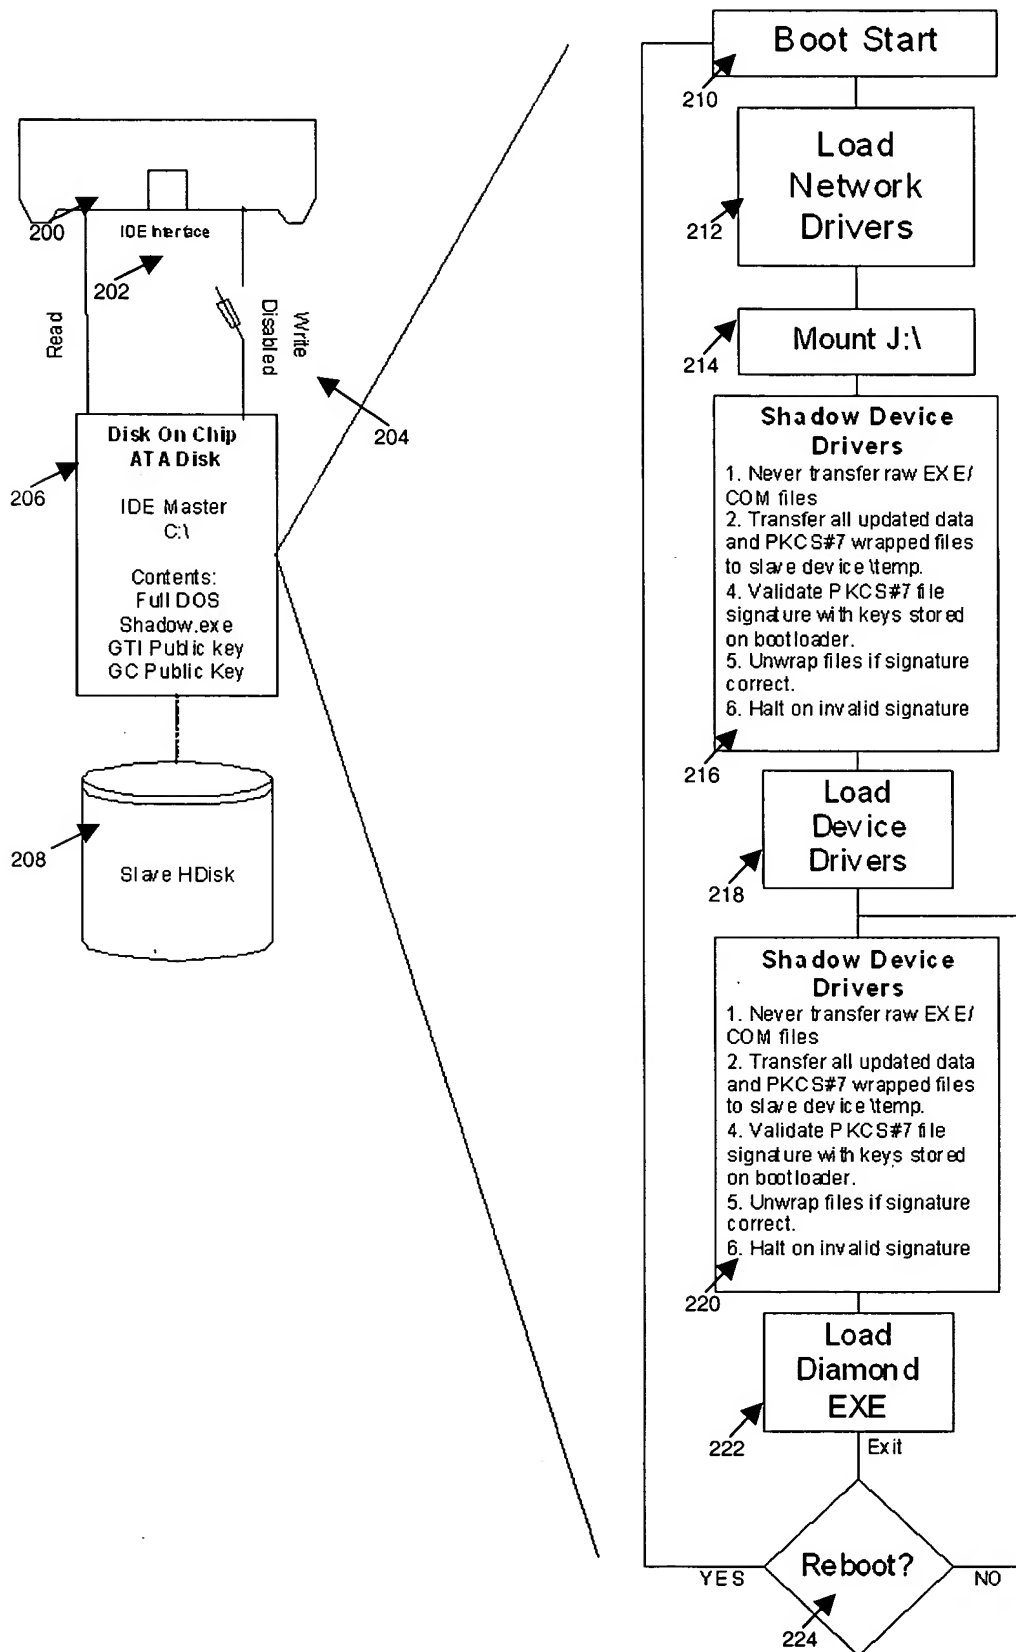 200
IDE Interface
202
Read
Write
Disabled
204
Disk On Chip
ATA Disk
IDE Master
C:\
Contents:
Full DOS
Shadow.exe
GTI Public key
GC Public Key
206
Slave HDisk
208
Boot Start
210
Load
Network
Drivers
212
Mount J:\
214
Shadow Device
Drivers
1. Never transfer raw EXE/
COM files
2. Transfer all updated data
and PKCS#7 wrapped files
to slave device \temp.
4. Validate PKCS#7 file
signature with keys stored
on bootloader.
5. Unwrap files if signature
correct.
6. Halt on invalid signature
216
Load
Device
Drivers
218
Shadow Device
Drivers
1. Never transfer raw EXE/
COM files
2. Transfer all updated data
and PKCS#7 wrapped files
to slave device \temp.
4. Validate PKCS#7 file
signature with keys stored
on bootloader.
5. Unwrap files if signature
correct.
6. Halt on invalid signature
220
Load
Diamond
EXE
222
Exit
Reboot?
YES
NO
224